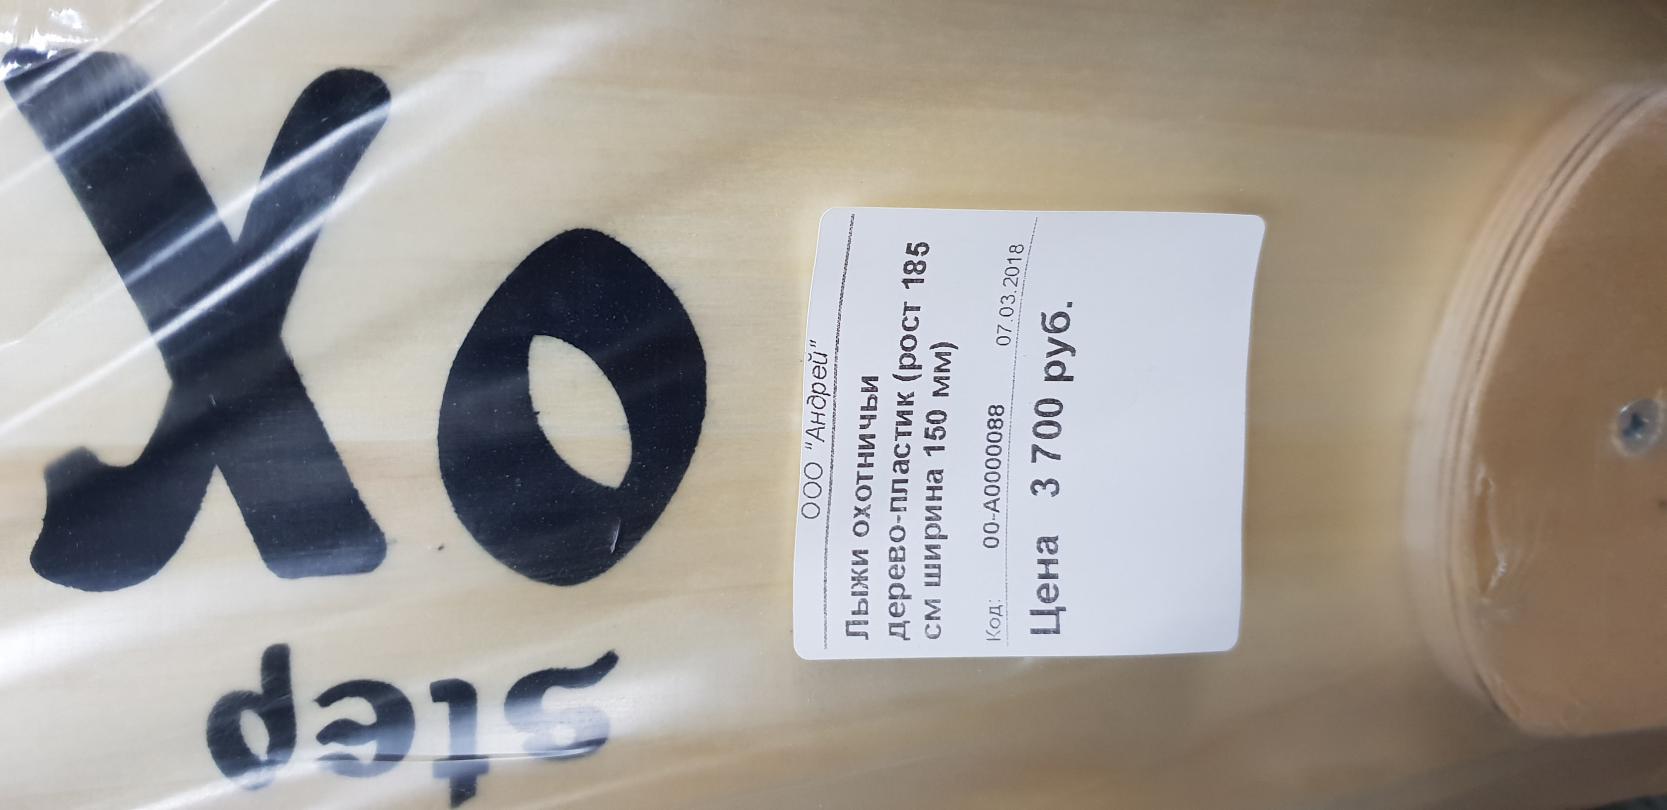 ООО "Андрей"
Лыжи охотничьи
дерево-пластик (рост 185
см ширина 150 мм)
Код: 00-А0000088 07.03.2018
Цена 3 700 руб.
step